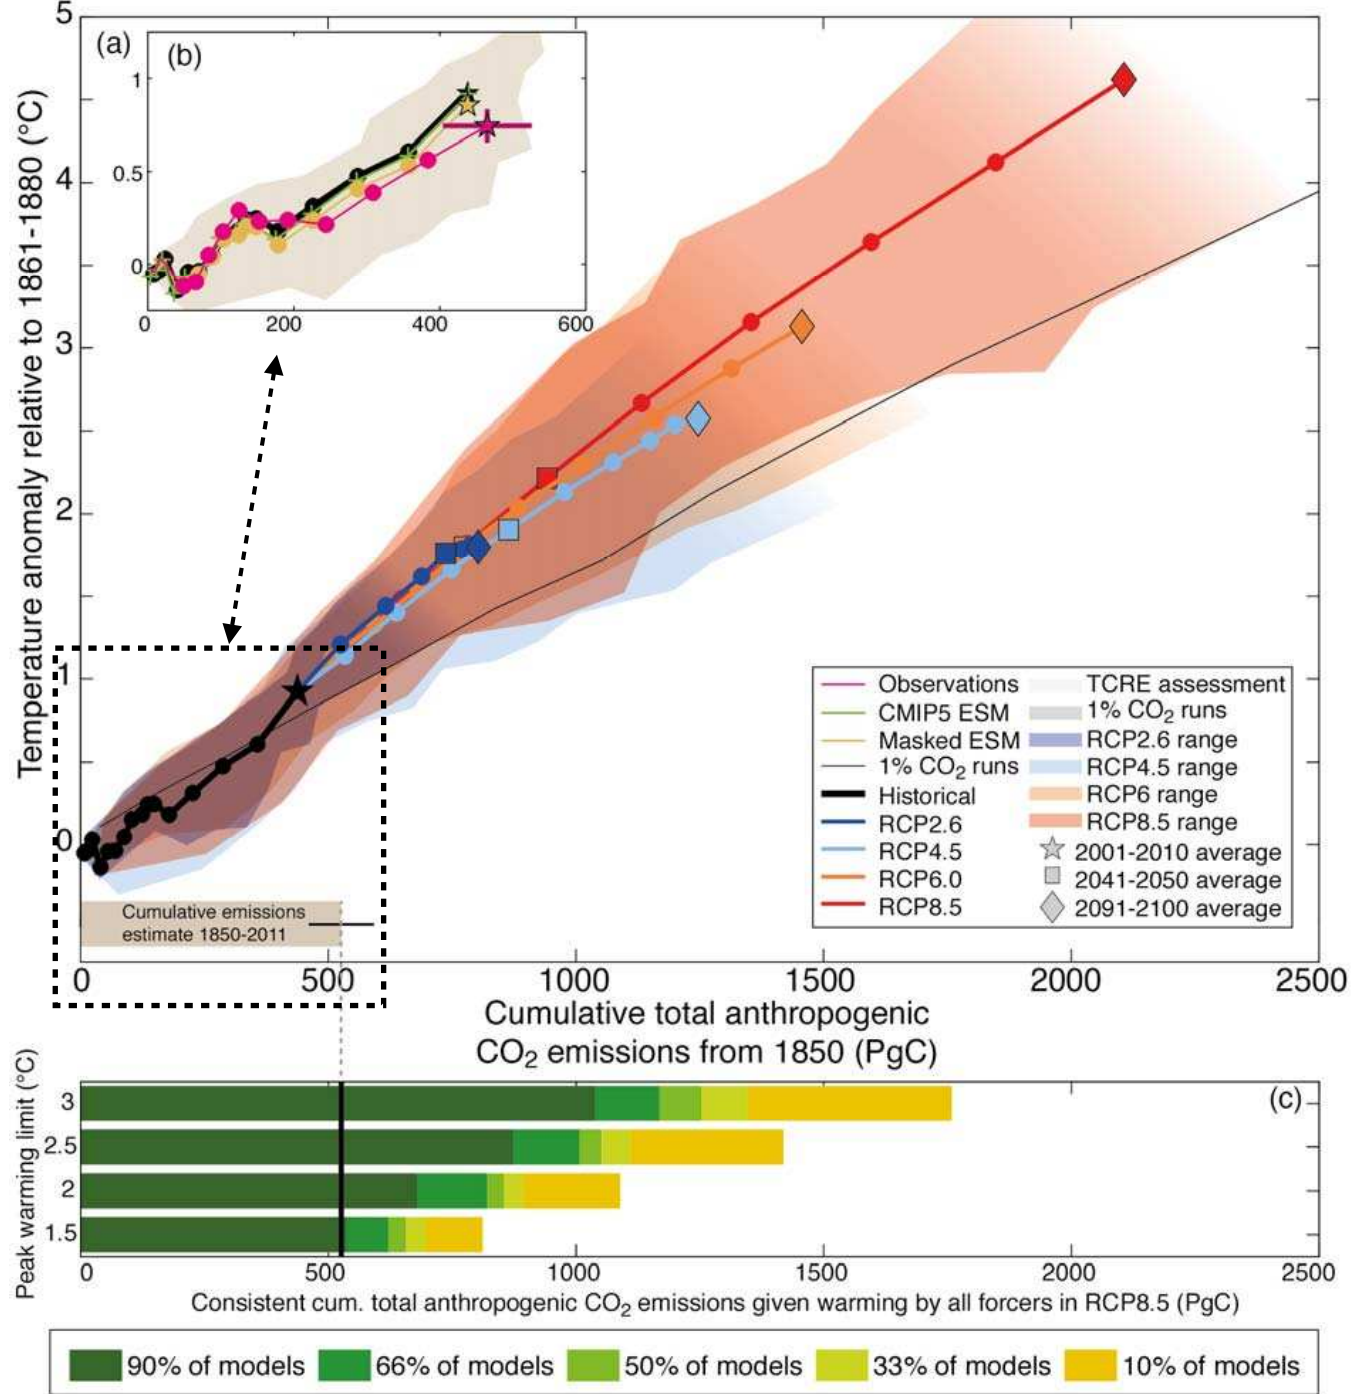 Temperature anomaly relative to 1861-1880 (°C)
5
4
3
2
1
0
(a)
(b)
1
0.5
0
0
200
400
600
Observations
CMIP5 ESM
Masked ESM
1% CO₂ runs
Historical
RCP2.6
RCP4.5
RCP6.0
RCP8.5
TCRE assessment
1% CO₂ runs
RCP2.6 range
RCP4.5 range
RCP6 range
RCP8.5 range
2001-2010 average
2041-2050 average
2091-2100 average
Cumulative emissions
estimate 1850-2011
0
500
1000
1500
2000
2500
Cumulative total anthropogenic
CO₂ emissions from 1850 (PgC)
Peak warming limit (°C)
3
2.5
2
1.5
(c)
0
500
1000
1500
2000
2500
Consistent cum. total anthropogenic CO₂ emissions given warming by all forcers in RCP8.5 (PgC)
90% of models
66% of models
50% of models
33% of models
10% of models